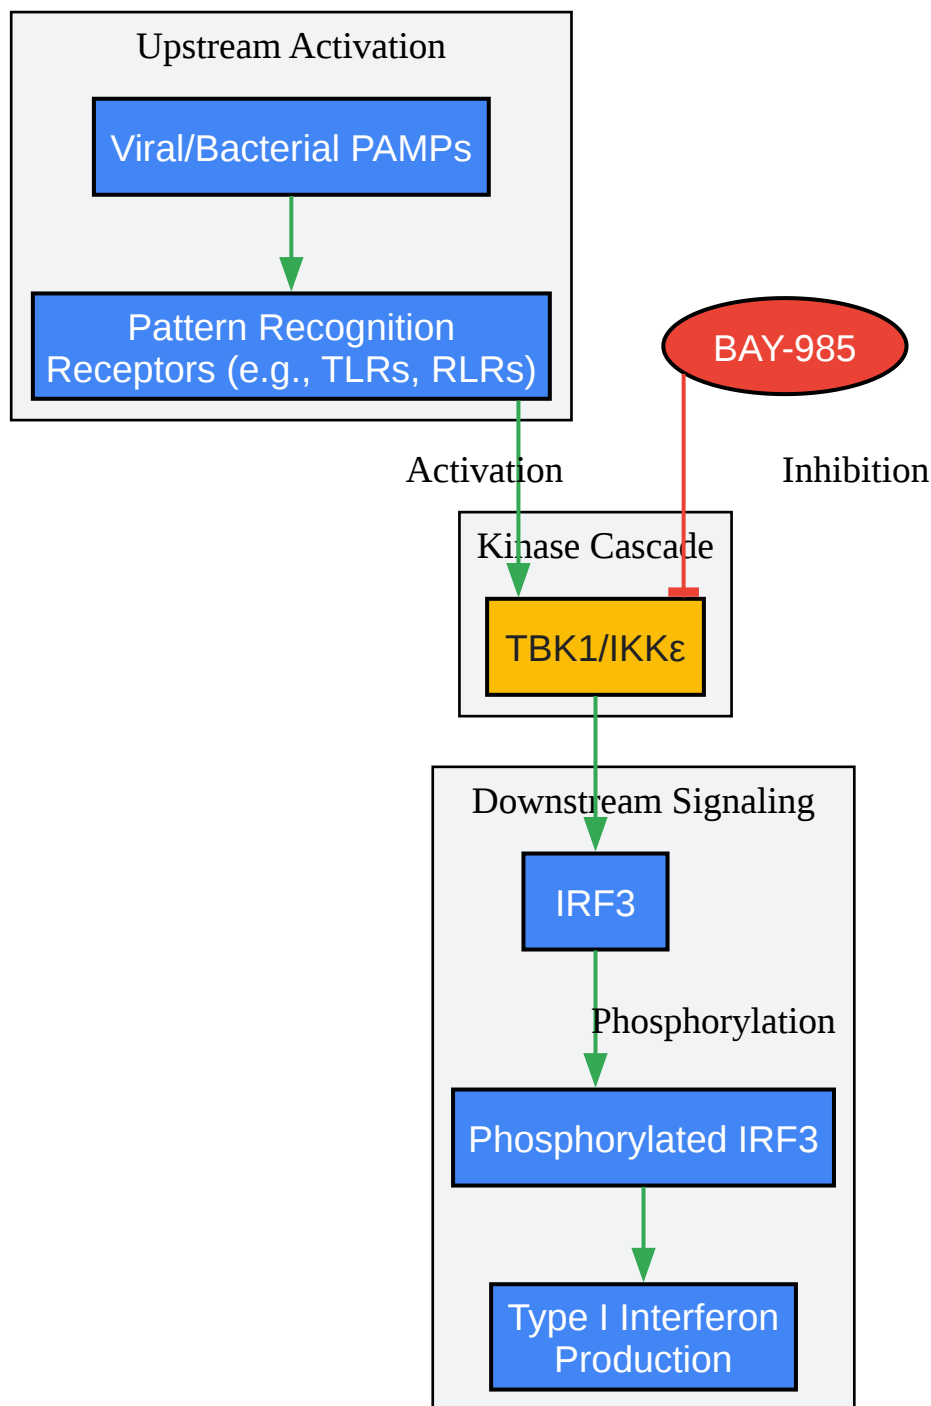 Upstream Activation
Viral/Bacterial PAMPs
Pattern Recognition
Receptors (e.g., TLRs, RLRs)
BAY-985
Activation
Inhibition
Kinase Cascade
TBK1/IKKε
Downstream Signaling
IRF3
Phosphorylation
Phosphorylated IRF3
Type I Interferon
Production